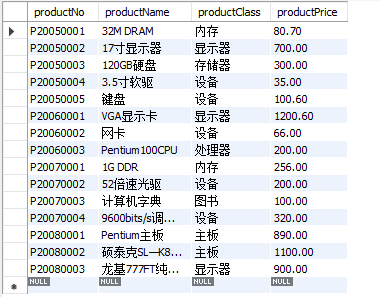 productNo productName productClass productPrice
P20050001 32M DRAM 内存 80.70
P20050002 17寸显示器 显示器 700.00
P20050003 120GB硬盘 存储器 300.00
P20050004 3.5寸软驱 设备 35.00
P20050005 键盘 设备 100.60
P20060001 VGA显示卡 显示器 1200.60
P20060002 网卡 设备 66.00
P20060003 Pentium100CPU 处理器 200.00
P20070001 1G DDR 内存 256.00
P20070002 52倍速光驱 设备 200.00
P20070003 计算机字典 图书 100.00
P20070004 9600bits/s调... 设备 320.00
P20080001 Pentium主板 主板 890.00
P20080002 硕泰克SL—K8... 主板 1100.00
P20080003 龙基777FT纯... 显示器 900.00
NULL NULL NULL NULL